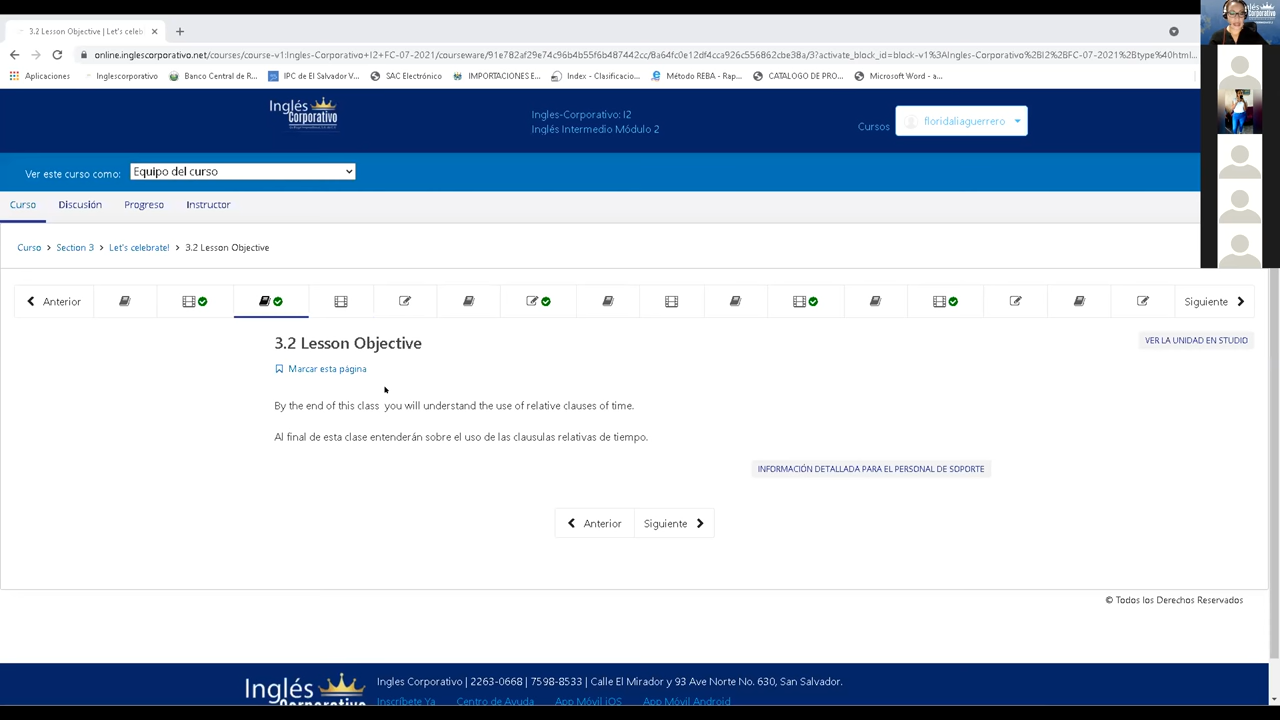 3.2 Lesson Objective | Let's celeb
online.inglescorporativo.net/courses/course-v1:Ingles-Corporativo+I2+FC-07-2021/courseware/91e782af29e74c96b4b55f6b487442cc/8a64fc0e12df4cca926c556862cbe38a/3?activate_block_id=block-v1%3AIngles-Corporativo%2BI2%2BFC-07-2021%2Btype%40html...
Aplicaciones Inglescorporativo Banco Central de R... IPC de El Salvador V... SAC Electrónico IMPORTACIONES E... Index - Clasificacio... Método REBA - Rap... CATALOGO DE PRO... Microsoft Word - a...
Inglés
Corporativo
Ingles-Corporativo: I2
Inglés Intermedio Módulo 2
Cursos
floridaliaguerrero
Ver este curso como: Equipo del curso
Curso Discusión Progreso Instructor
Curso > Section 3 > Let's celebrate! > 3.2 Lesson Objective
Anterior
Siguiente
3.2 Lesson Objective
VER LA UNIDAD EN STUDIO
Marcar esta página
By the end of this class you will understand the use of relative clauses of time.
Al final de esta clase entenderán sobre el uso de las clausulas relativas de tiempo.
INFORMACIÓN DETALLADA PARA EL PERSONAL DE SOPORTE
Anterior Siguiente
© Todos los Derechos Reservados
Inglés
Corporativo
Ingles Corporativo | 2263-0668 | 7598-8533 | Calle El Mirador y 93 Ave Norte No. 630, San Salvador.
Inscríbete Ya Centro de Ayuda App Móvil iOS App Móvil Android